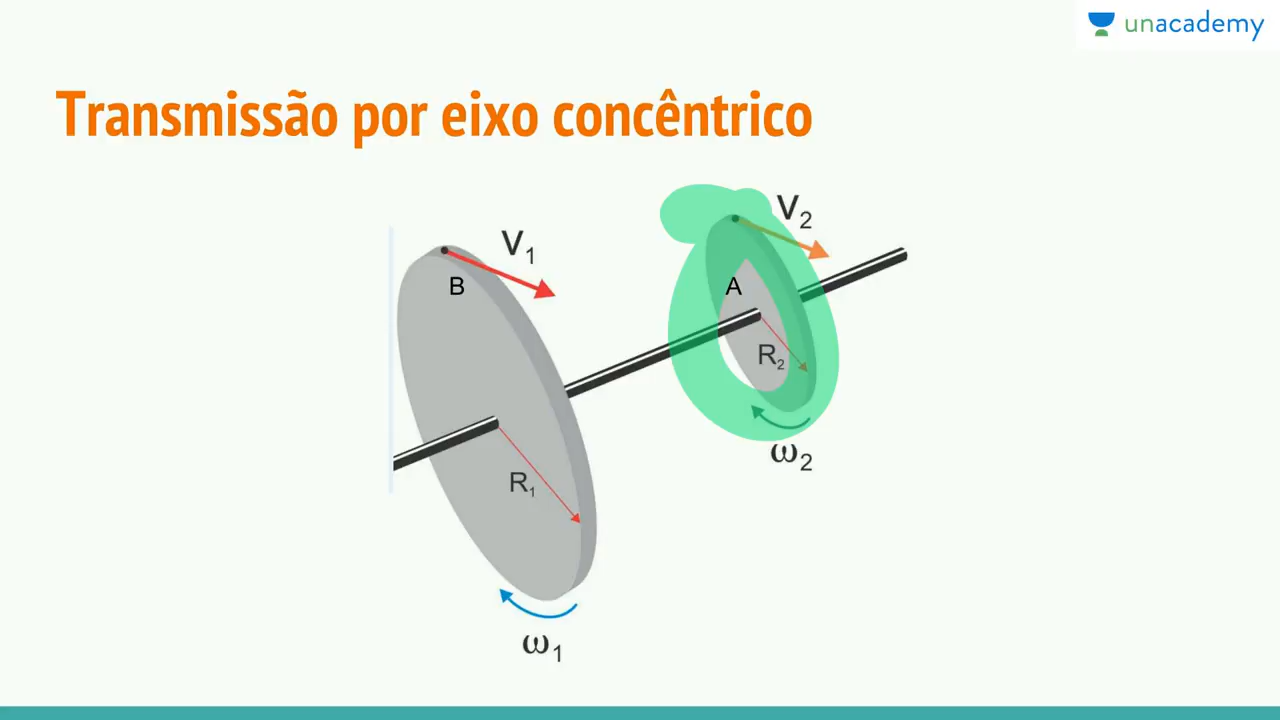 unacademy
Transmissão por eixo concêntrico
V₁
V₂
B
A
R₂
ω₂
R₁
ω₁